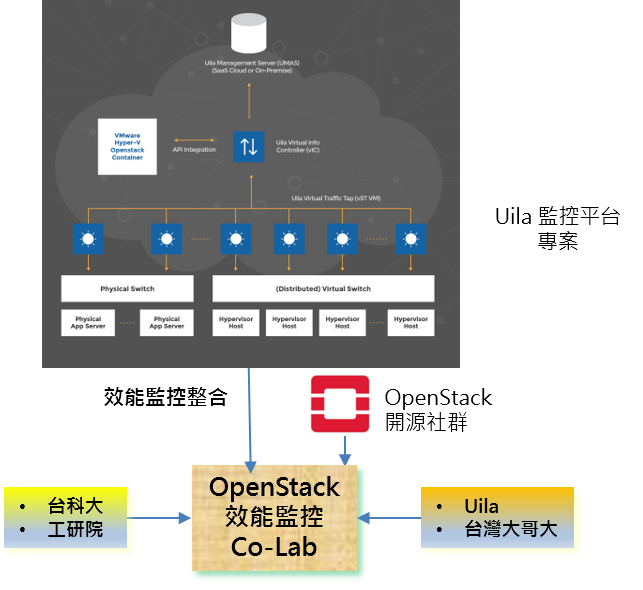 Uila Management Server (UMAS)
(SaaS Cloud or On-Premise)
VMware
Hyper-V
Openstack
Container
API Integration
Uila Virtual Info
Controller (vIC)
Uila Virtual Traffic Tap (vST VM)
Uila 監控平台
專案
Physical Switch
(Distributed) Virtual Switch
Physical
App Server
Physical
App Server
Hypervisor
Host
Hypervisor
Host
Hypervisor
Host
Hypervisor
Host
效能監控整合
OpenStack
開源社群
• 台科大
• 工研院
OpenStack
效能監控
Co-Lab
• Uila
• 台灣大哥大